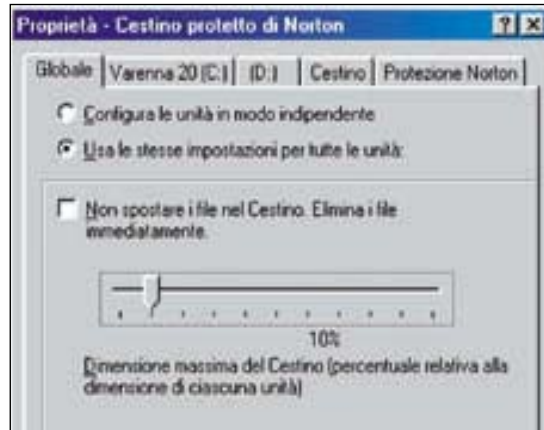 Proprietà - Cestino protetto di Norton
Globale
Varenna 20 (C:)
(D:)
Cestino
Protezione Norton
Configura le unità in modo indipendente
Usa le stesse impostazioni per tutte le unità:
Non spostare i file nel Cestino. Elimina i file
immediatamente.
10%
Dimensione massima del Cestino (percentuale relativa alla
dimensione di ciascuna unità)